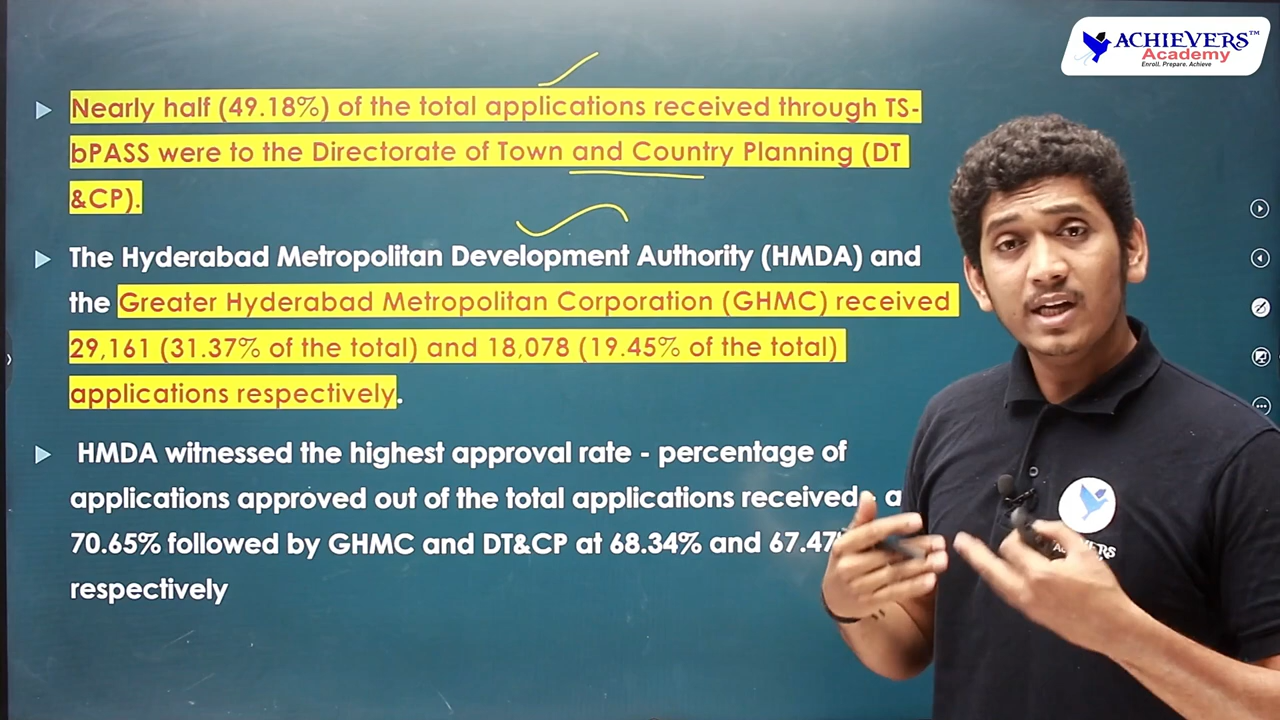 ACHIEVERS™
Academy
Enroll. Prepare. Achieve
Nearly half (49.18%) of the total applications received through TS-
bPASS were to the Directorate of Town and Country Planning (DT
&CP).
The Hyderabad Metropolitan Development Authority (HMDA) and
the Greater Hyderabad Metropolitan Corporation (GHMC) received
29,161 (31.37% of the total) and 18,078 (19.45% of the total)
applications respectively.
HMDA witnessed the highest approval rate - percentage of
applications approved out of the total applications received - a
70.65% followed by GHMC and DT&CP at 68.34% and 67.47%
respectively